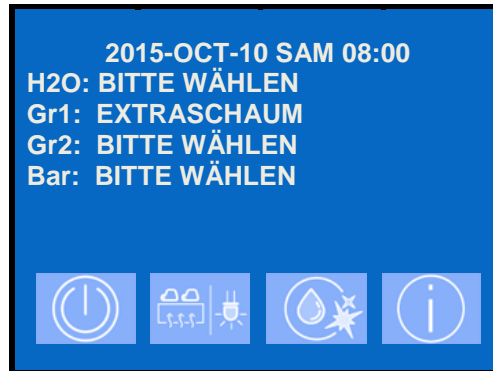 2015-OCT-10 SAM 08:00
H2O: BITTE WÄHLEN
Gr1: EXTRASCHAUM
Gr2: BITTE WÄHLEN
Bar: BITTE WÄHLEN